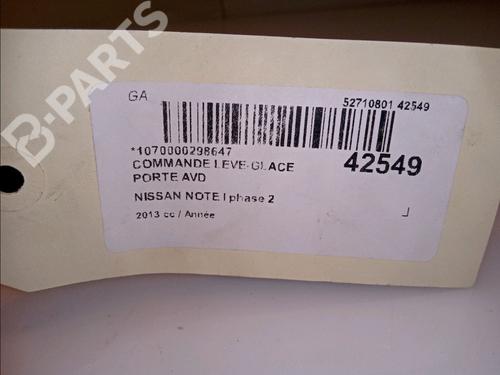 B-PARTS
GA
52710801 42549
*1070000298647
COMMANDE LEVE-GLACE
PORTE AVD
42549
NISSAN NOTE I phase 2
2013 cc / Année